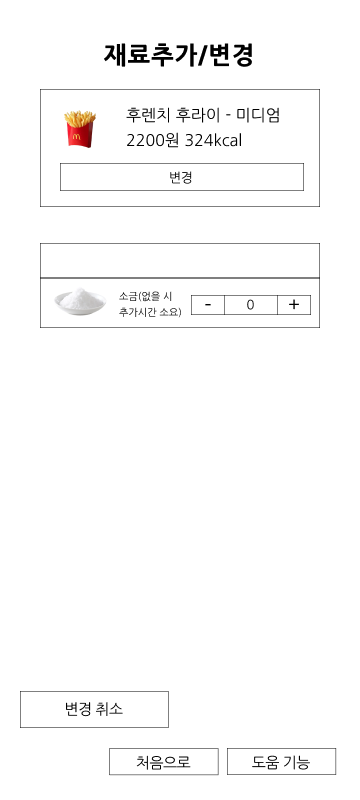 재료추가/변경
후렌치 후라이 - 미디엄
2200원 324kcal
변경
소금(없을 시
추가시간 소요)
- 0 +
변경 취소
처음으로
도움 기능